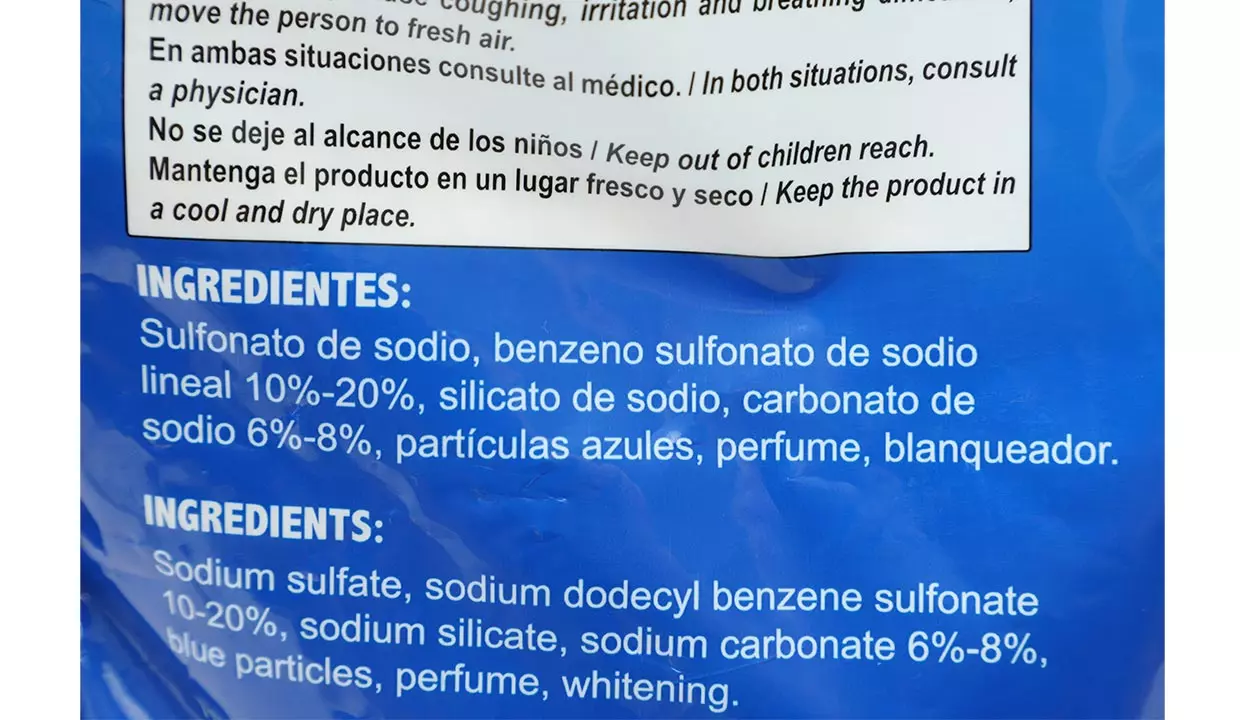 coughing, irritation and breathing
move the person to fresh air.
En ambas situaciones consulte al médico. / In both situations, consult
a physician.
No se deje al alcance de los niños / Keep out of children reach.
Mantenga el producto en un lugar fresco y seco / Keep the product in
a cool and dry place.
INGREDIENTES:
Sulfonato de sodio, benzeno sulfonato de sodio
lineal 10%-20%, silicato de sodio, carbonato de
sodio 6%-8%, partículas azules, perfume, blanqueador.
INGREDIENTS:
Sodium sulfate, sodium dodecyl benzene sulfonate
10-20%, sodium silicate, sodium carbonate 6%-8%,
blue particles, perfume, whitening.